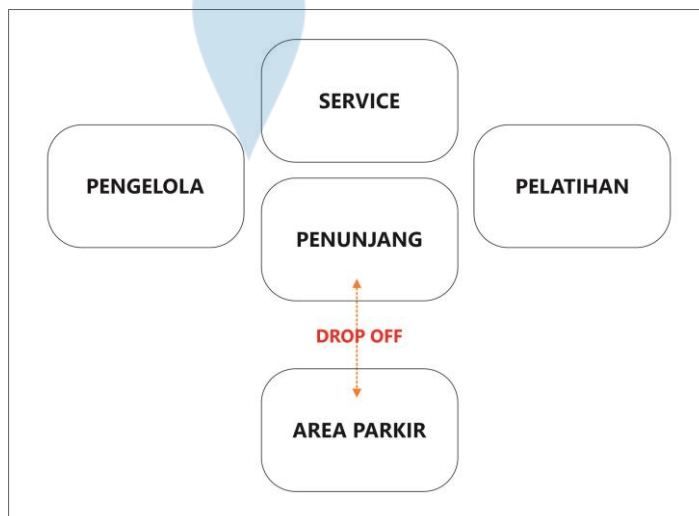 SERVICE
PENGELOLA
PELATIHAN
PENUNJANG
DROP OFF
AREA PARKIR